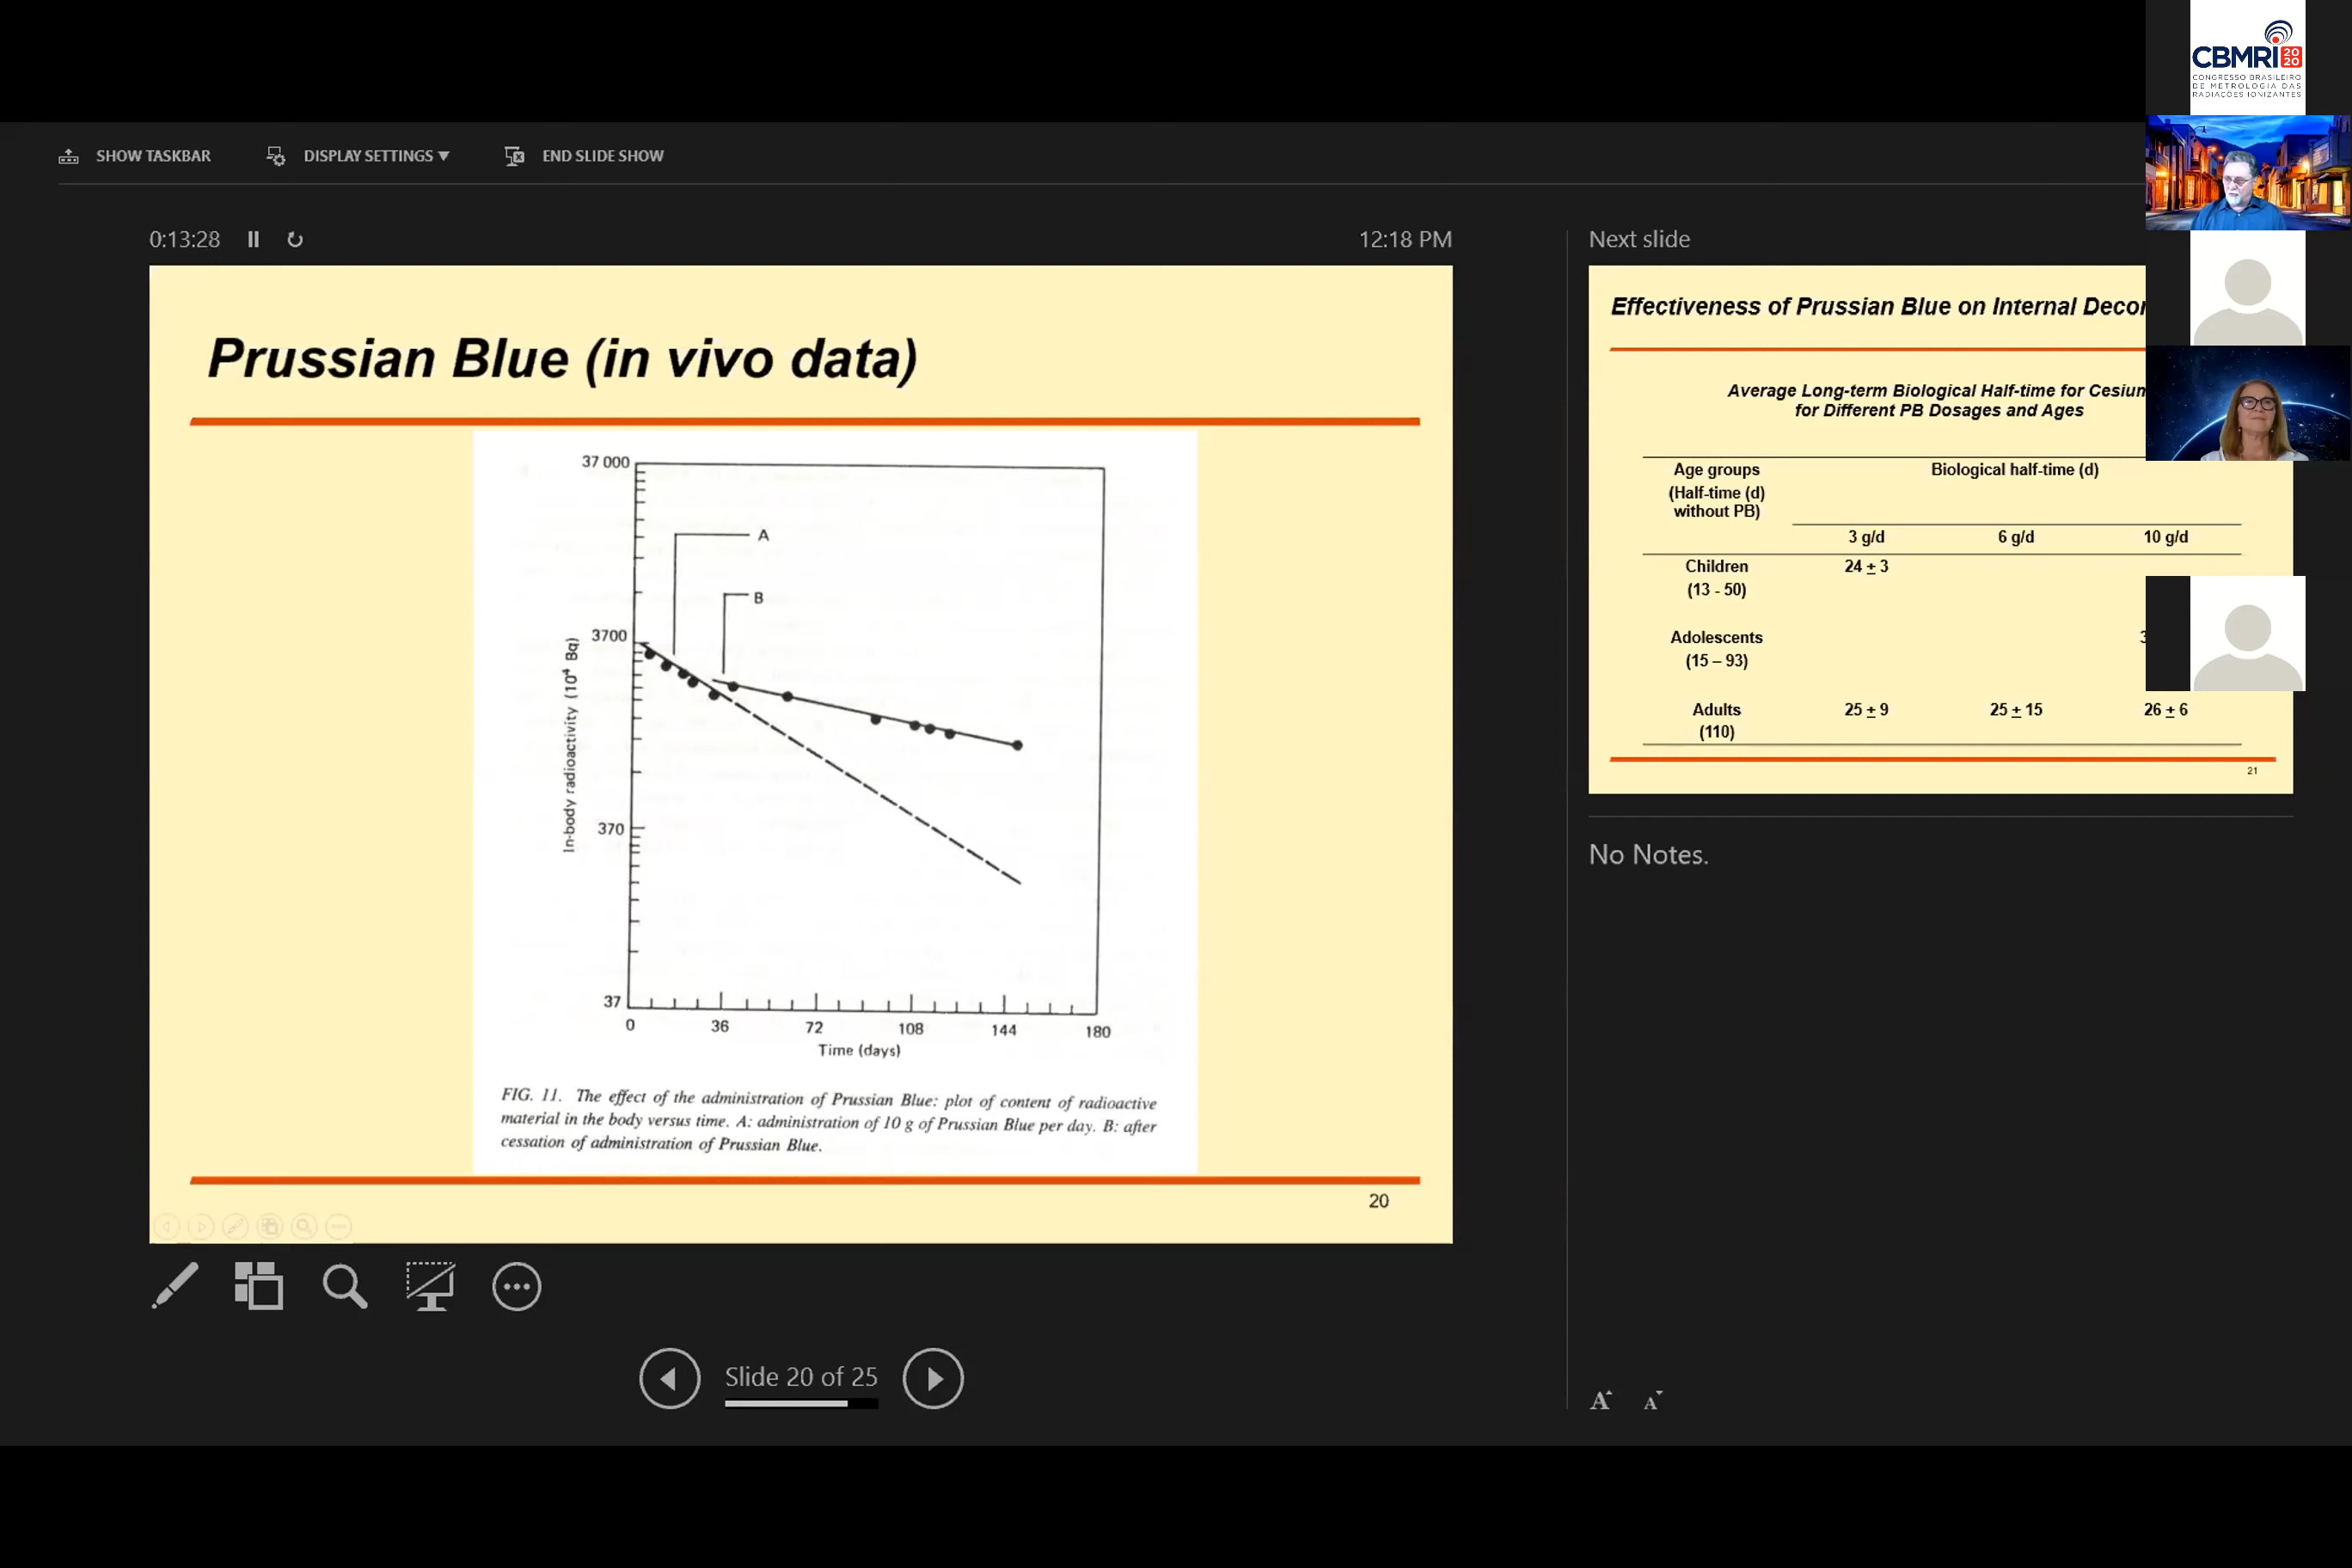 CBMRI 20 20
CONGRESSO BRASILEIRO
DE METROLOGIA DAS
RADIAÇÕES IONIZANTES
SHOW TASKBAR
DISPLAY SETTINGS
END SLIDE SHOW
0:13:28
12:18 PM
Prussian Blue (in vivo data)
37 000
A
B
3700
In-body radioactivity (10⁴ Bq)
370
37
0 36 72 108 144 180
Time (days)
FIG. 11. The effect of the administration of Prussian Blue: plot of content of radioactive
material in the body versus time. A: administration of 10 g of Prussian Blue per day. B: after
cessation of administration of Prussian Blue.
20
Slide 20 of 25
Next slide
Effectiveness of Prussian Blue on Internal
Average Long-term Biological Half-time for
for Different PB Dosages and Ages
Age groups Biological half-time (d)
(Half-time (d)
without PB)
3 g/d 6 g/d 10 g/d
Children 24 ± 3
(13 - 50)
Adolescents
(15 – 93)
Adults 25 ± 9 25 ± 15 26 ± 6
(110)
21
No Notes.
A A